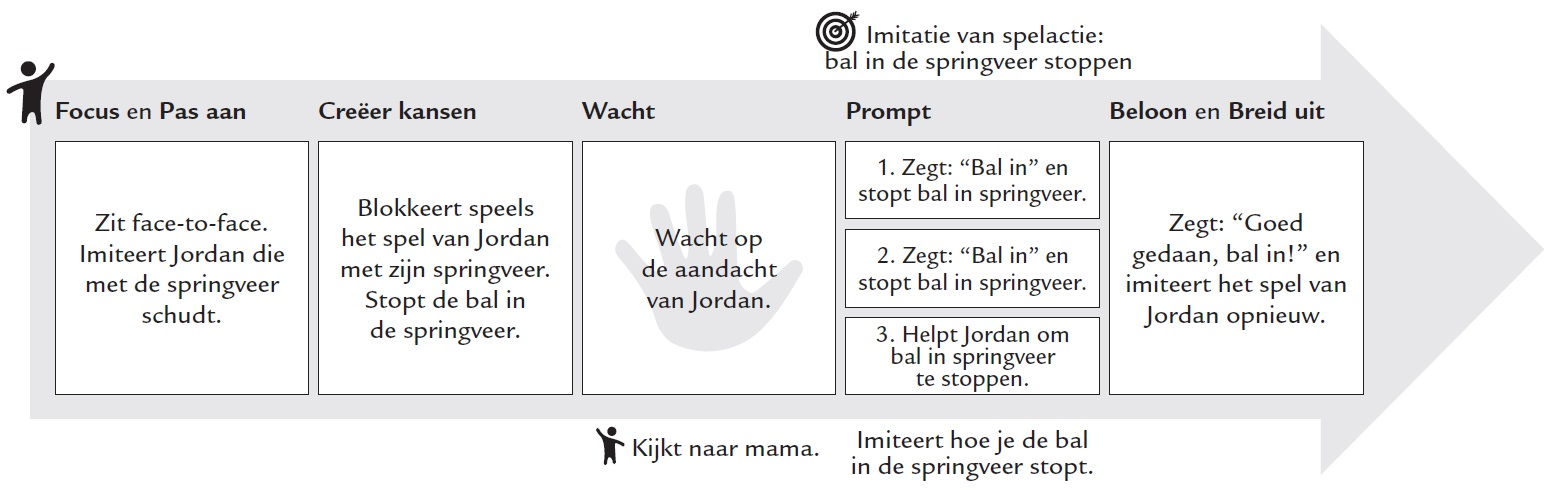 Imitatie van spelactie:
bal in de springveer stoppen
Focus en Pas aan
Zit face-to-face.
Imiteert Jordan die
met de springveer
schudt.
Creëer kansen
Blokkeert speels
het spel van Jordan
met zijn springveer.
Stopt de bal in
de springveer.
Wacht
Wacht op
de aandacht
van Jordan.
Prompt
1. Zegt: “Bal in” en
stopt bal in springveer.
2. Zegt: “Bal in” en
stopt bal in springveer.
3. Helpt Jordan om
bal in springveer
te stoppen.
Beloon en Breid uit
Zegt: “Goed
gedaan, bal in!” en
imiteert het spel van
Jordan opnieuw.
Kijkt naar mama.
Imiteert hoe je de bal
in de springveer stopt.